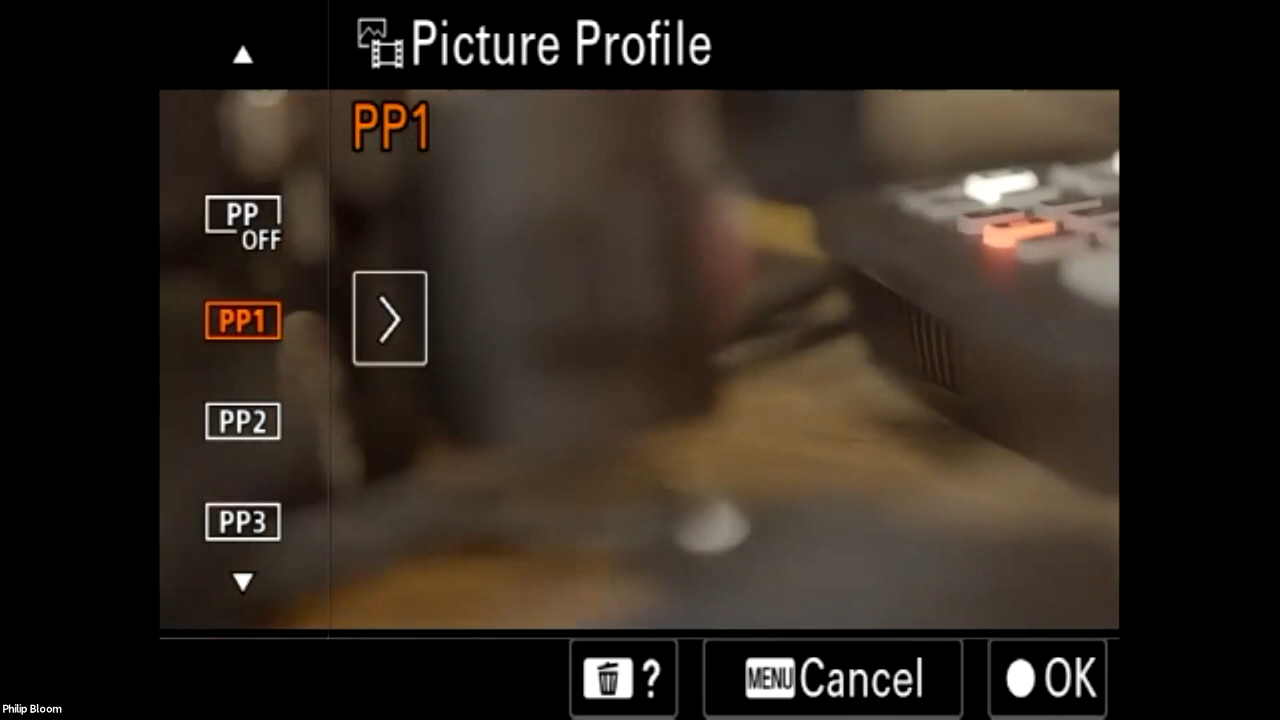 Picture Profile
PP1
PP
OFF
PP1
PP2
PP3
?
MENU Cancel
OK
Philip Bloom